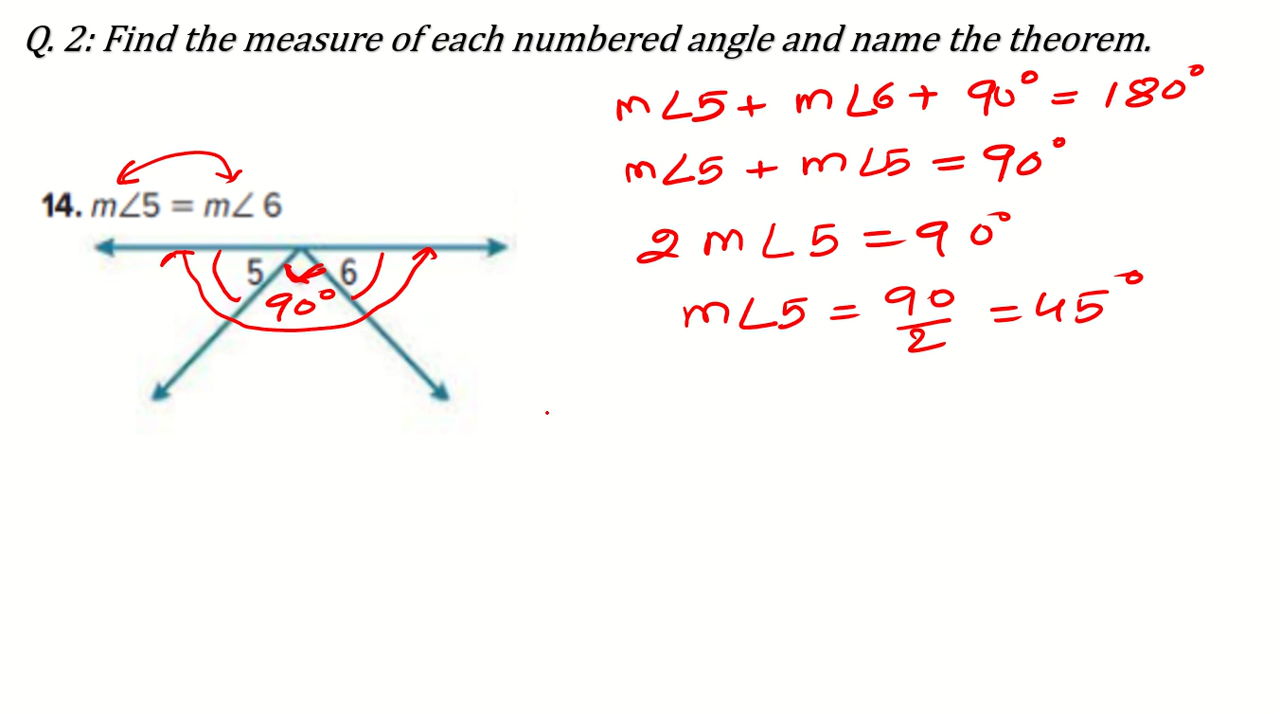 Q. 2: Find the measure of each numbered angle and name the theorem.
m∠5 + m∠6 + 90° = 180°
m∠5 + m∠5 = 90°
14. m∠5 = m∠ 6
2 m∠5 = 90°
5 6
90°
m∠5 = 90/2 = 45°